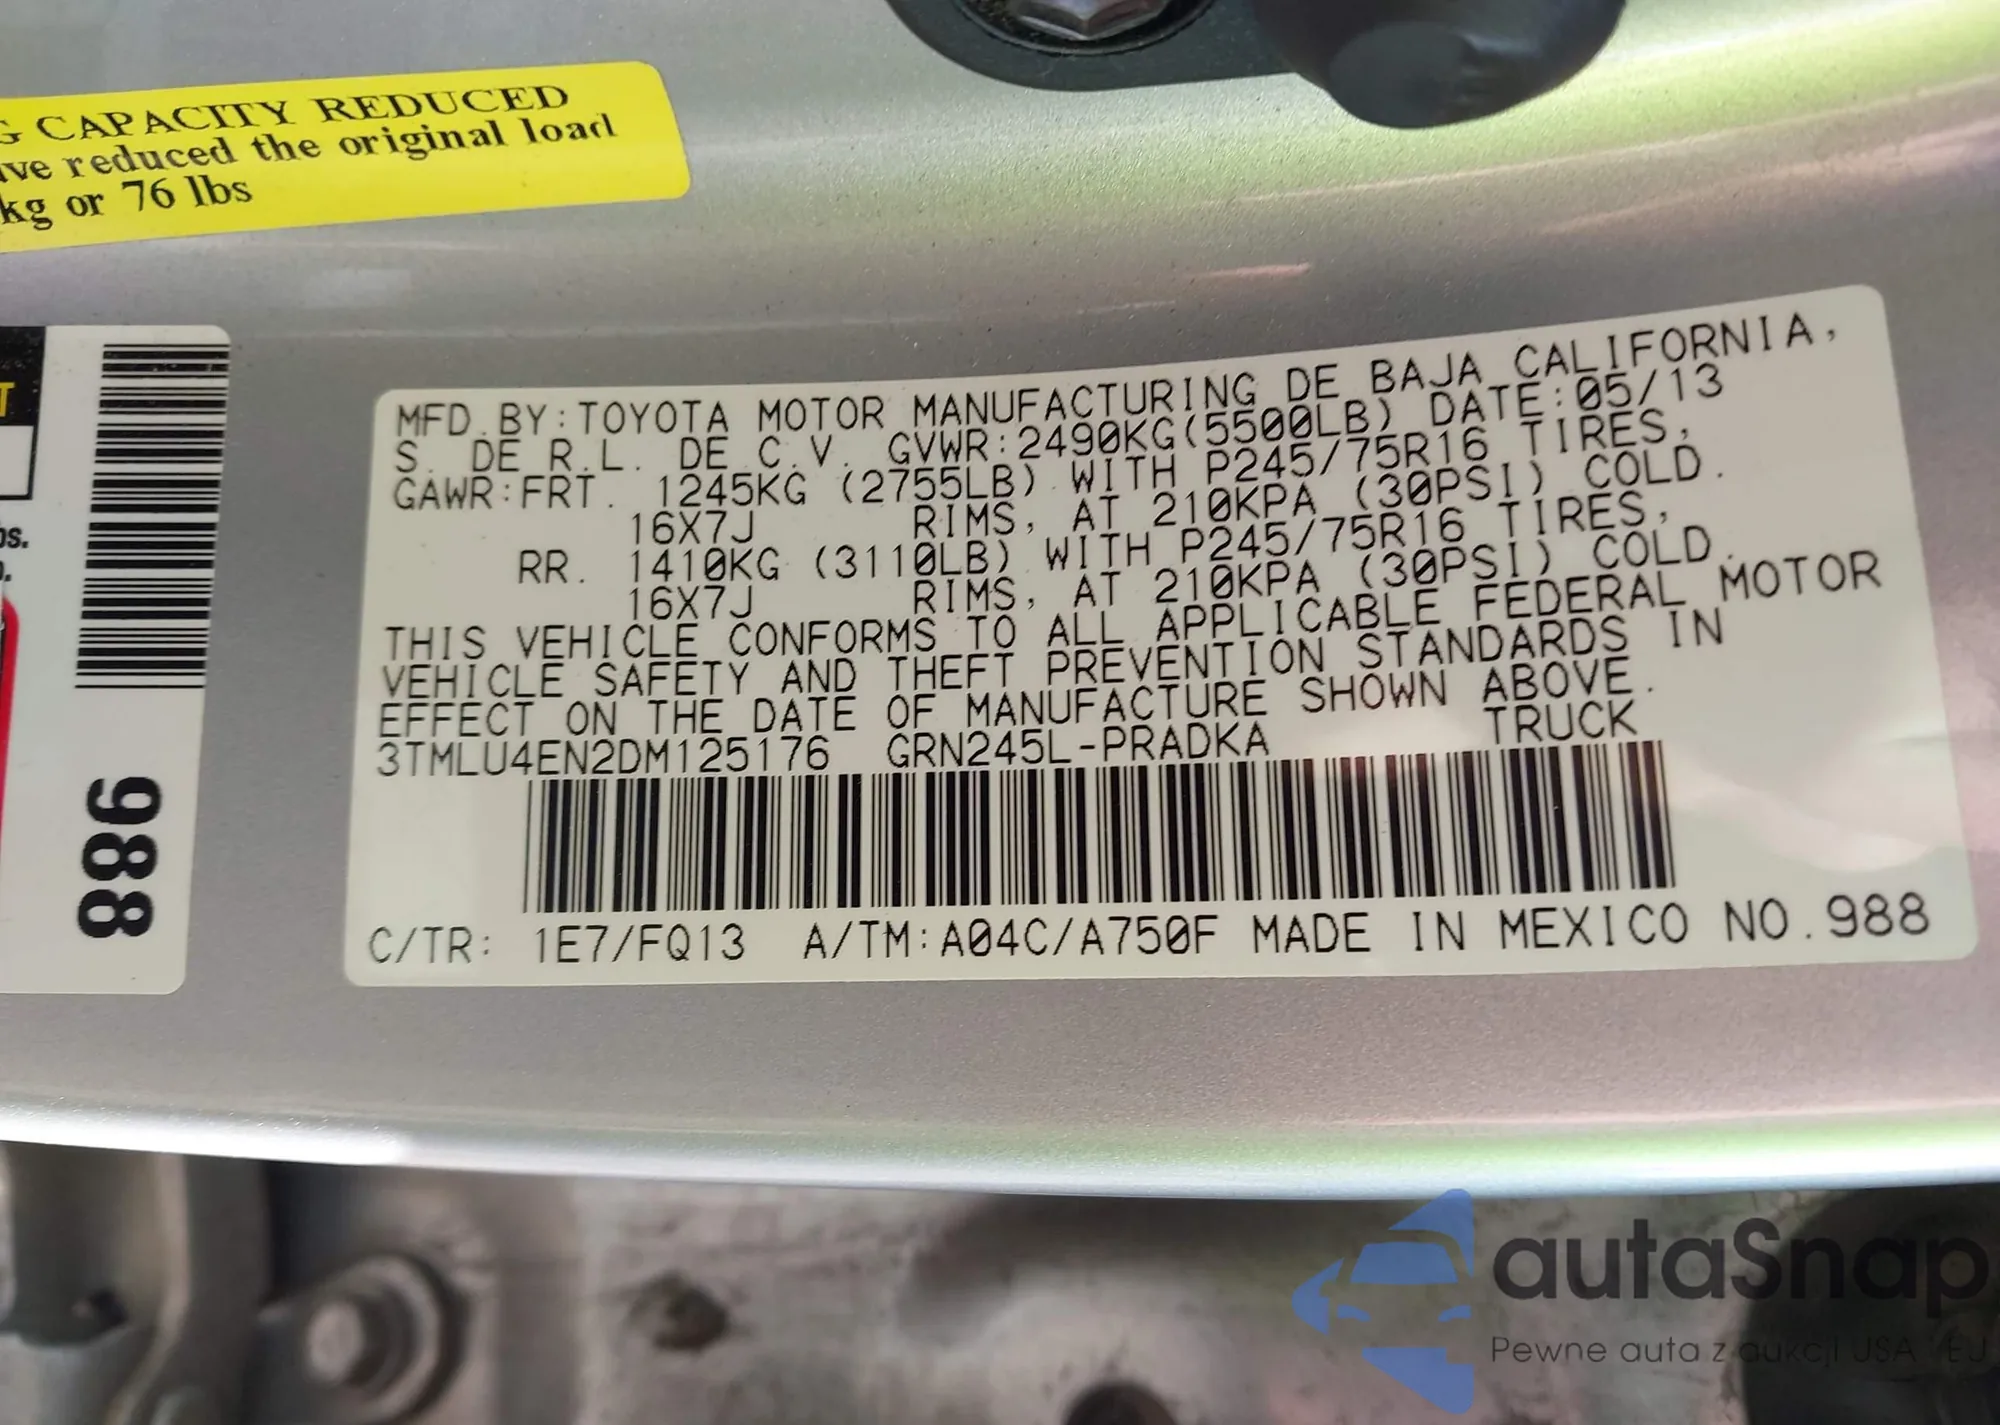 G CAPACITY REDUCED
ve reduced the original load
kg or 76 lbs
T
bs.
988
MFD. BY: TOYOTA MOTOR MANUFACTURING DE BAJA CALIFORNIA,
S. DE R.L. DE C.V. GVWR: 2490KG(5500LB) DATE: 05/13
GAWR: FRT. 1245KG (2755LB) WITH P245/75R16 TIRES,
16X7J RIMS, AT 210KPA (30PSI) COLD.
RR. 1410KG (3110LB) WITH P245/75R16 TIRES,
16X7J RIMS, AT 210KPA (30PSI) COLD.
THIS VEHICLE CONFORMS TO ALL APPLICABLE FEDERAL MOTOR
VEHICLE SAFETY AND THEFT PREVENTION STANDARDS IN
EFFECT ON THE DATE OF MANUFACTURE SHOWN ABOVE.
3TMLU4EN2DM125176 GRN245L-PRADKA TRUCK
C/TR: 1E7/FQ13 A/TM: A04C/A750F MADE IN MEXICO NO. 988
autaSnap
Pewne auta z aukcji USA EU